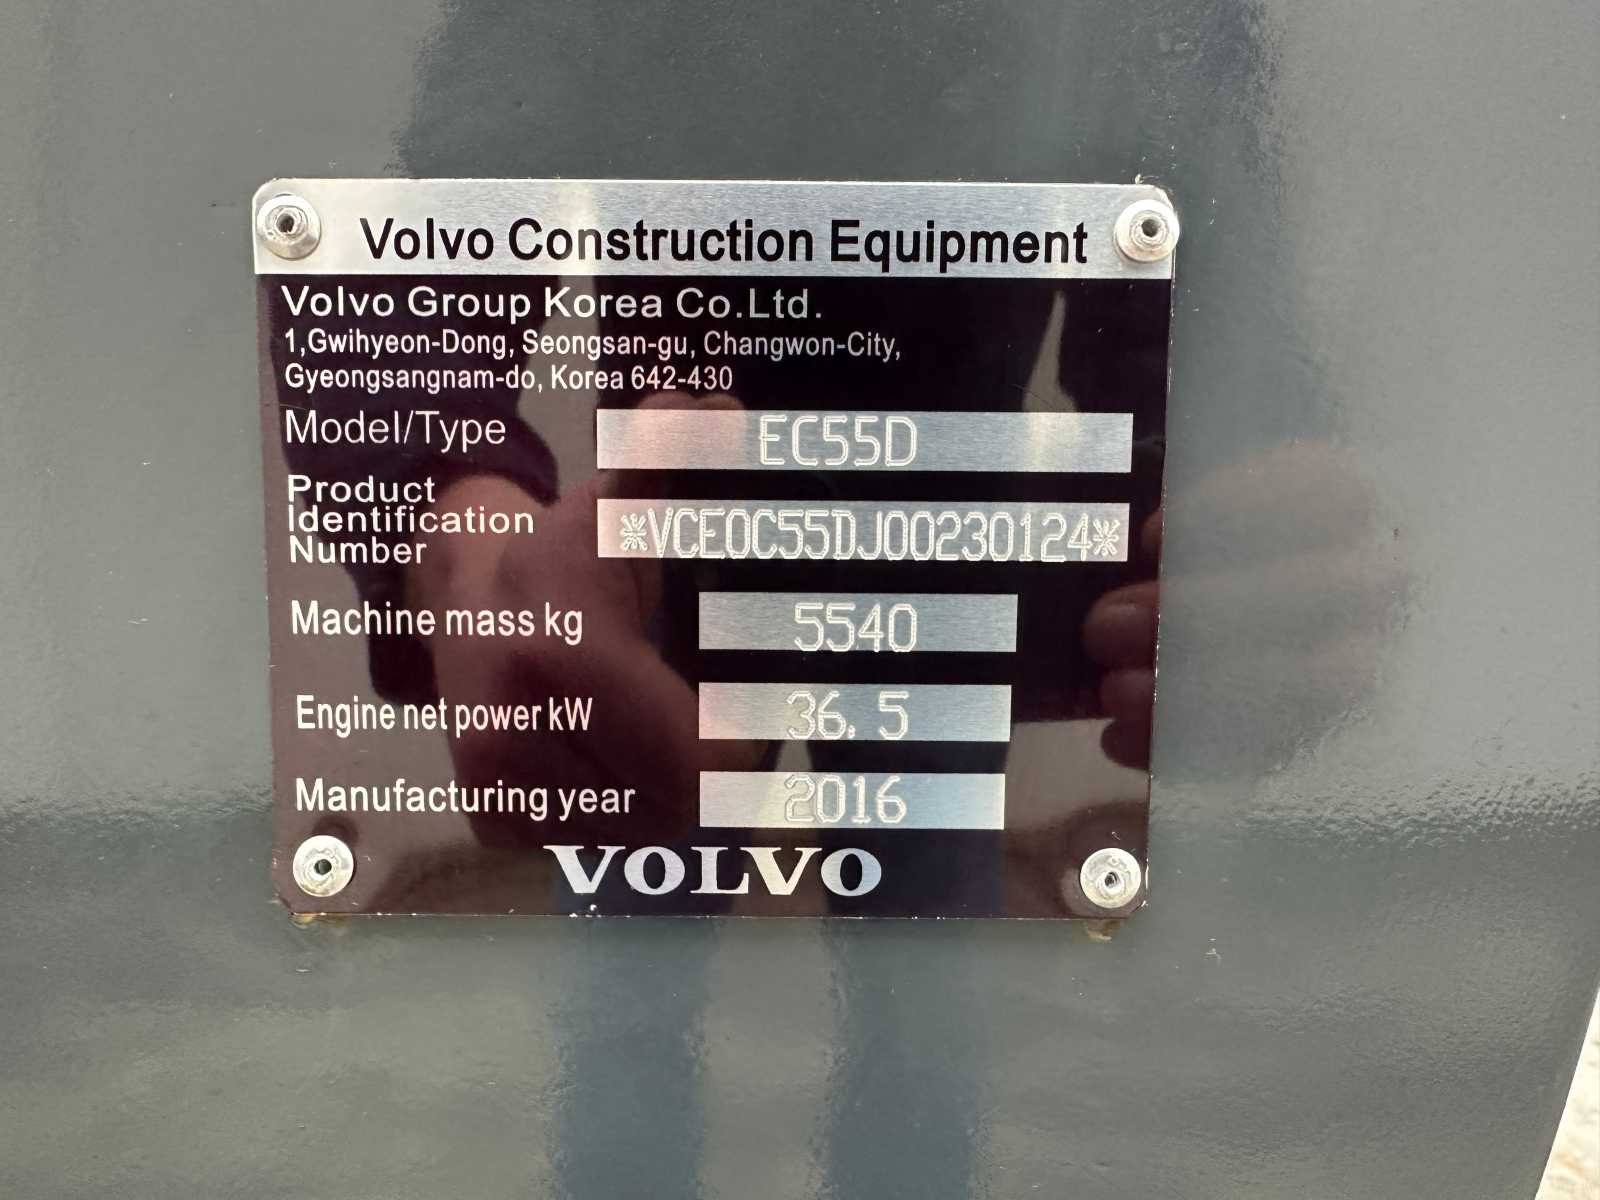 Volvo Construction Equipment
Volvo Group Korea Co.Ltd.
1,Gwihyeon-Dong, Seongsan-gu, Changwon-City,
Gyeongsangnam-do, Korea 642-430
Model/Type EC55D
Product Identification Number *VCE0C55DJ00230124*
Machine mass kg 5540
Engine net power kW 36.5
Manufacturing year 2016
VOLVO